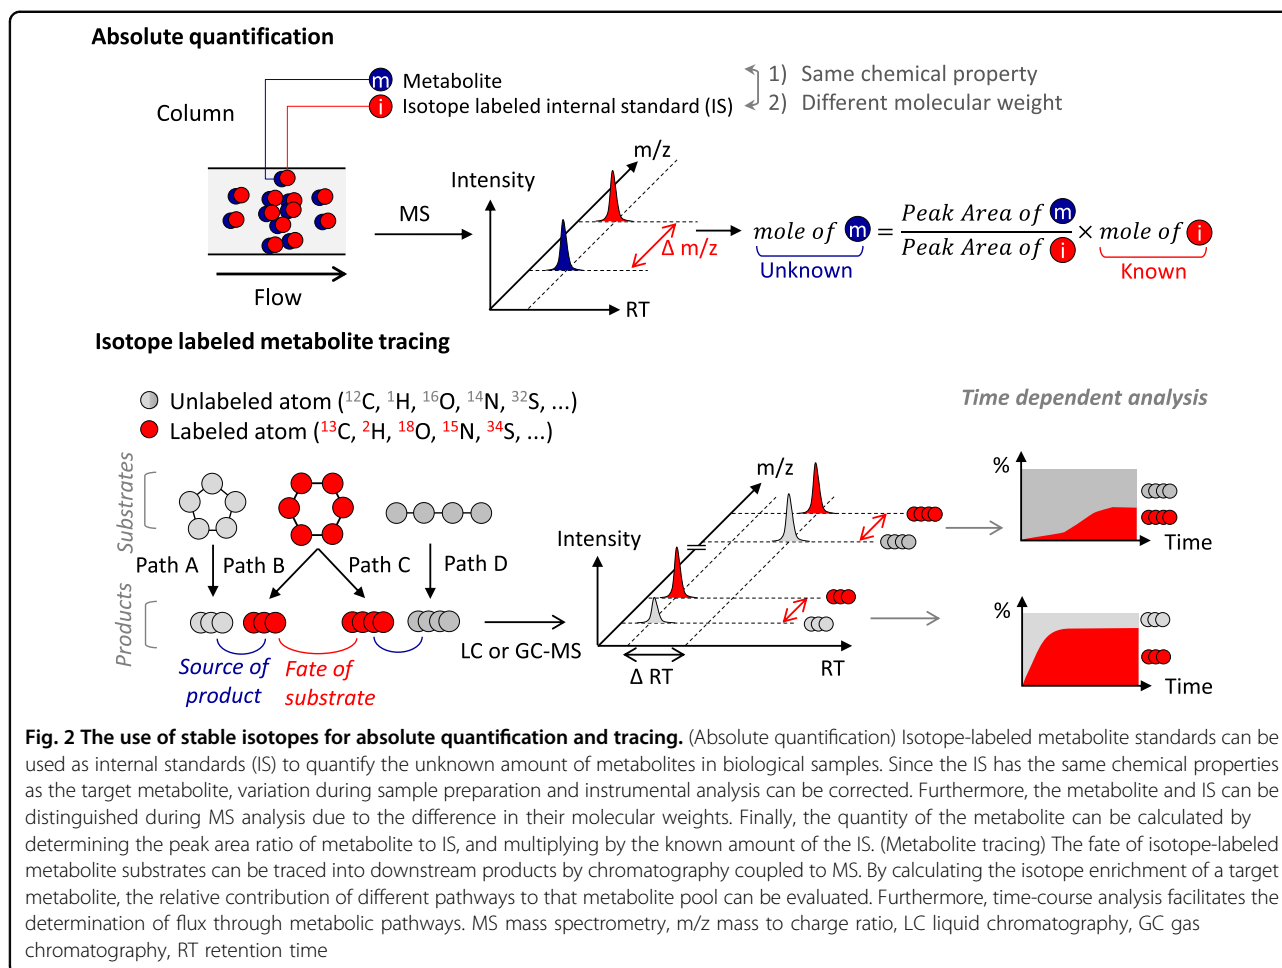 Absolute quantification
m Metabolite
i Isotope labeled internal standard (IS)
1) Same chemical property
2) Different molecular weight
Column
MS
Flow
Intensity
m/z
Δ m/z
RT
mole of m = Peak Area of m / Peak Area of i × mole of i
Unknown
Known
Isotope labeled metabolite tracing
Unlabeled atom (¹²C, ¹H, ¹⁶O, ¹⁴N, ³²S, ...)
Labeled atom (¹³C, ²H, ¹⁸O, ¹⁵N, ³⁴S, ...)
Time dependent analysis
Substrates
Path A
Path B
Path C
Path D
Products
Source of
product
Fate of
substrate
LC or GC-MS
Intensity
m/z
Δ RT
RT
%
Time
%
Time
Fig. 2 The use of stable isotopes for absolute quantification and tracing. (Absolute quantification) Isotope-labeled metabolite standards can be
used as internal standards (IS) to quantify the unknown amount of metabolites in biological samples. Since the IS has the same chemical properties
as the target metabolite, variation during sample preparation and instrumental analysis can be corrected. Furthermore, the metabolite and IS can be
distinguished during MS analysis due to the difference in their molecular weights. Finally, the quantity of the metabolite can be calculated by
determining the peak area ratio of metabolite to IS, and multiplying by the known amount of the IS. (Metabolite tracing) The fate of isotope-labeled
metabolite substrates can be traced into downstream products by chromatography coupled to MS. By calculating the isotope enrichment of a target
metabolite, the relative contribution of different pathways to that metabolite pool can be evaluated. Furthermore, time-course analysis facilitates the
determination of flux through metabolic pathways. MS mass spectrometry, m/z mass to charge ratio, LC liquid chromatography, GC gas
chromatography, RT retention time